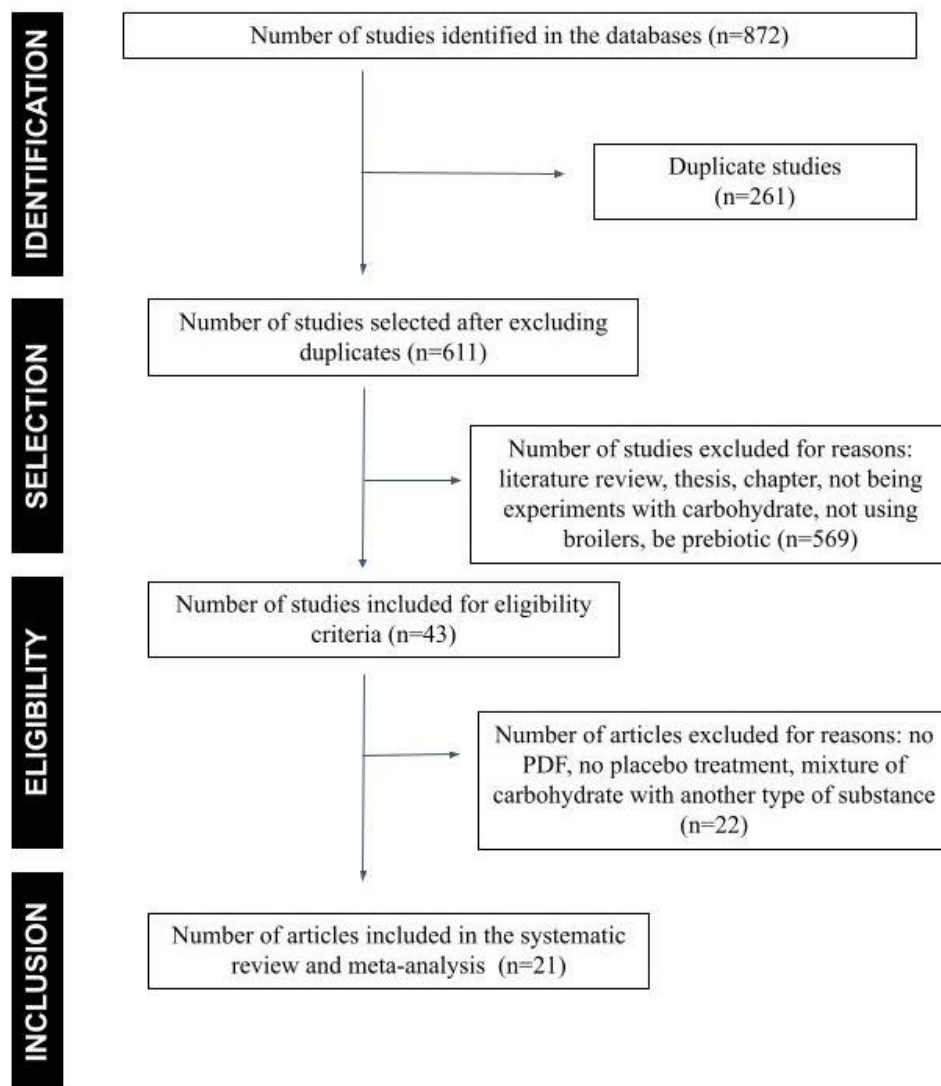 IDENTIFICATION
Number of studies identified in the databases (n=872)
Duplicate studies
(n=261)
SELECTION
Number of studies selected after excluding
duplicates (n=611)
Number of studies excluded for reasons:
literature review, thesis, chapter, not being
experiments with carbohydrate, not using
broilers, be prebiotic (n=569)
ELIGIBILITY
Number of studies included for eligibility
criteria (n=43)
Number of articles excluded for reasons: no
PDF, no placebo treatment, mixture of
carbohydrate with another type of substance
(n=22)
INCLUSION
Number of articles included in the systematic
review and meta-analysis (n=21)